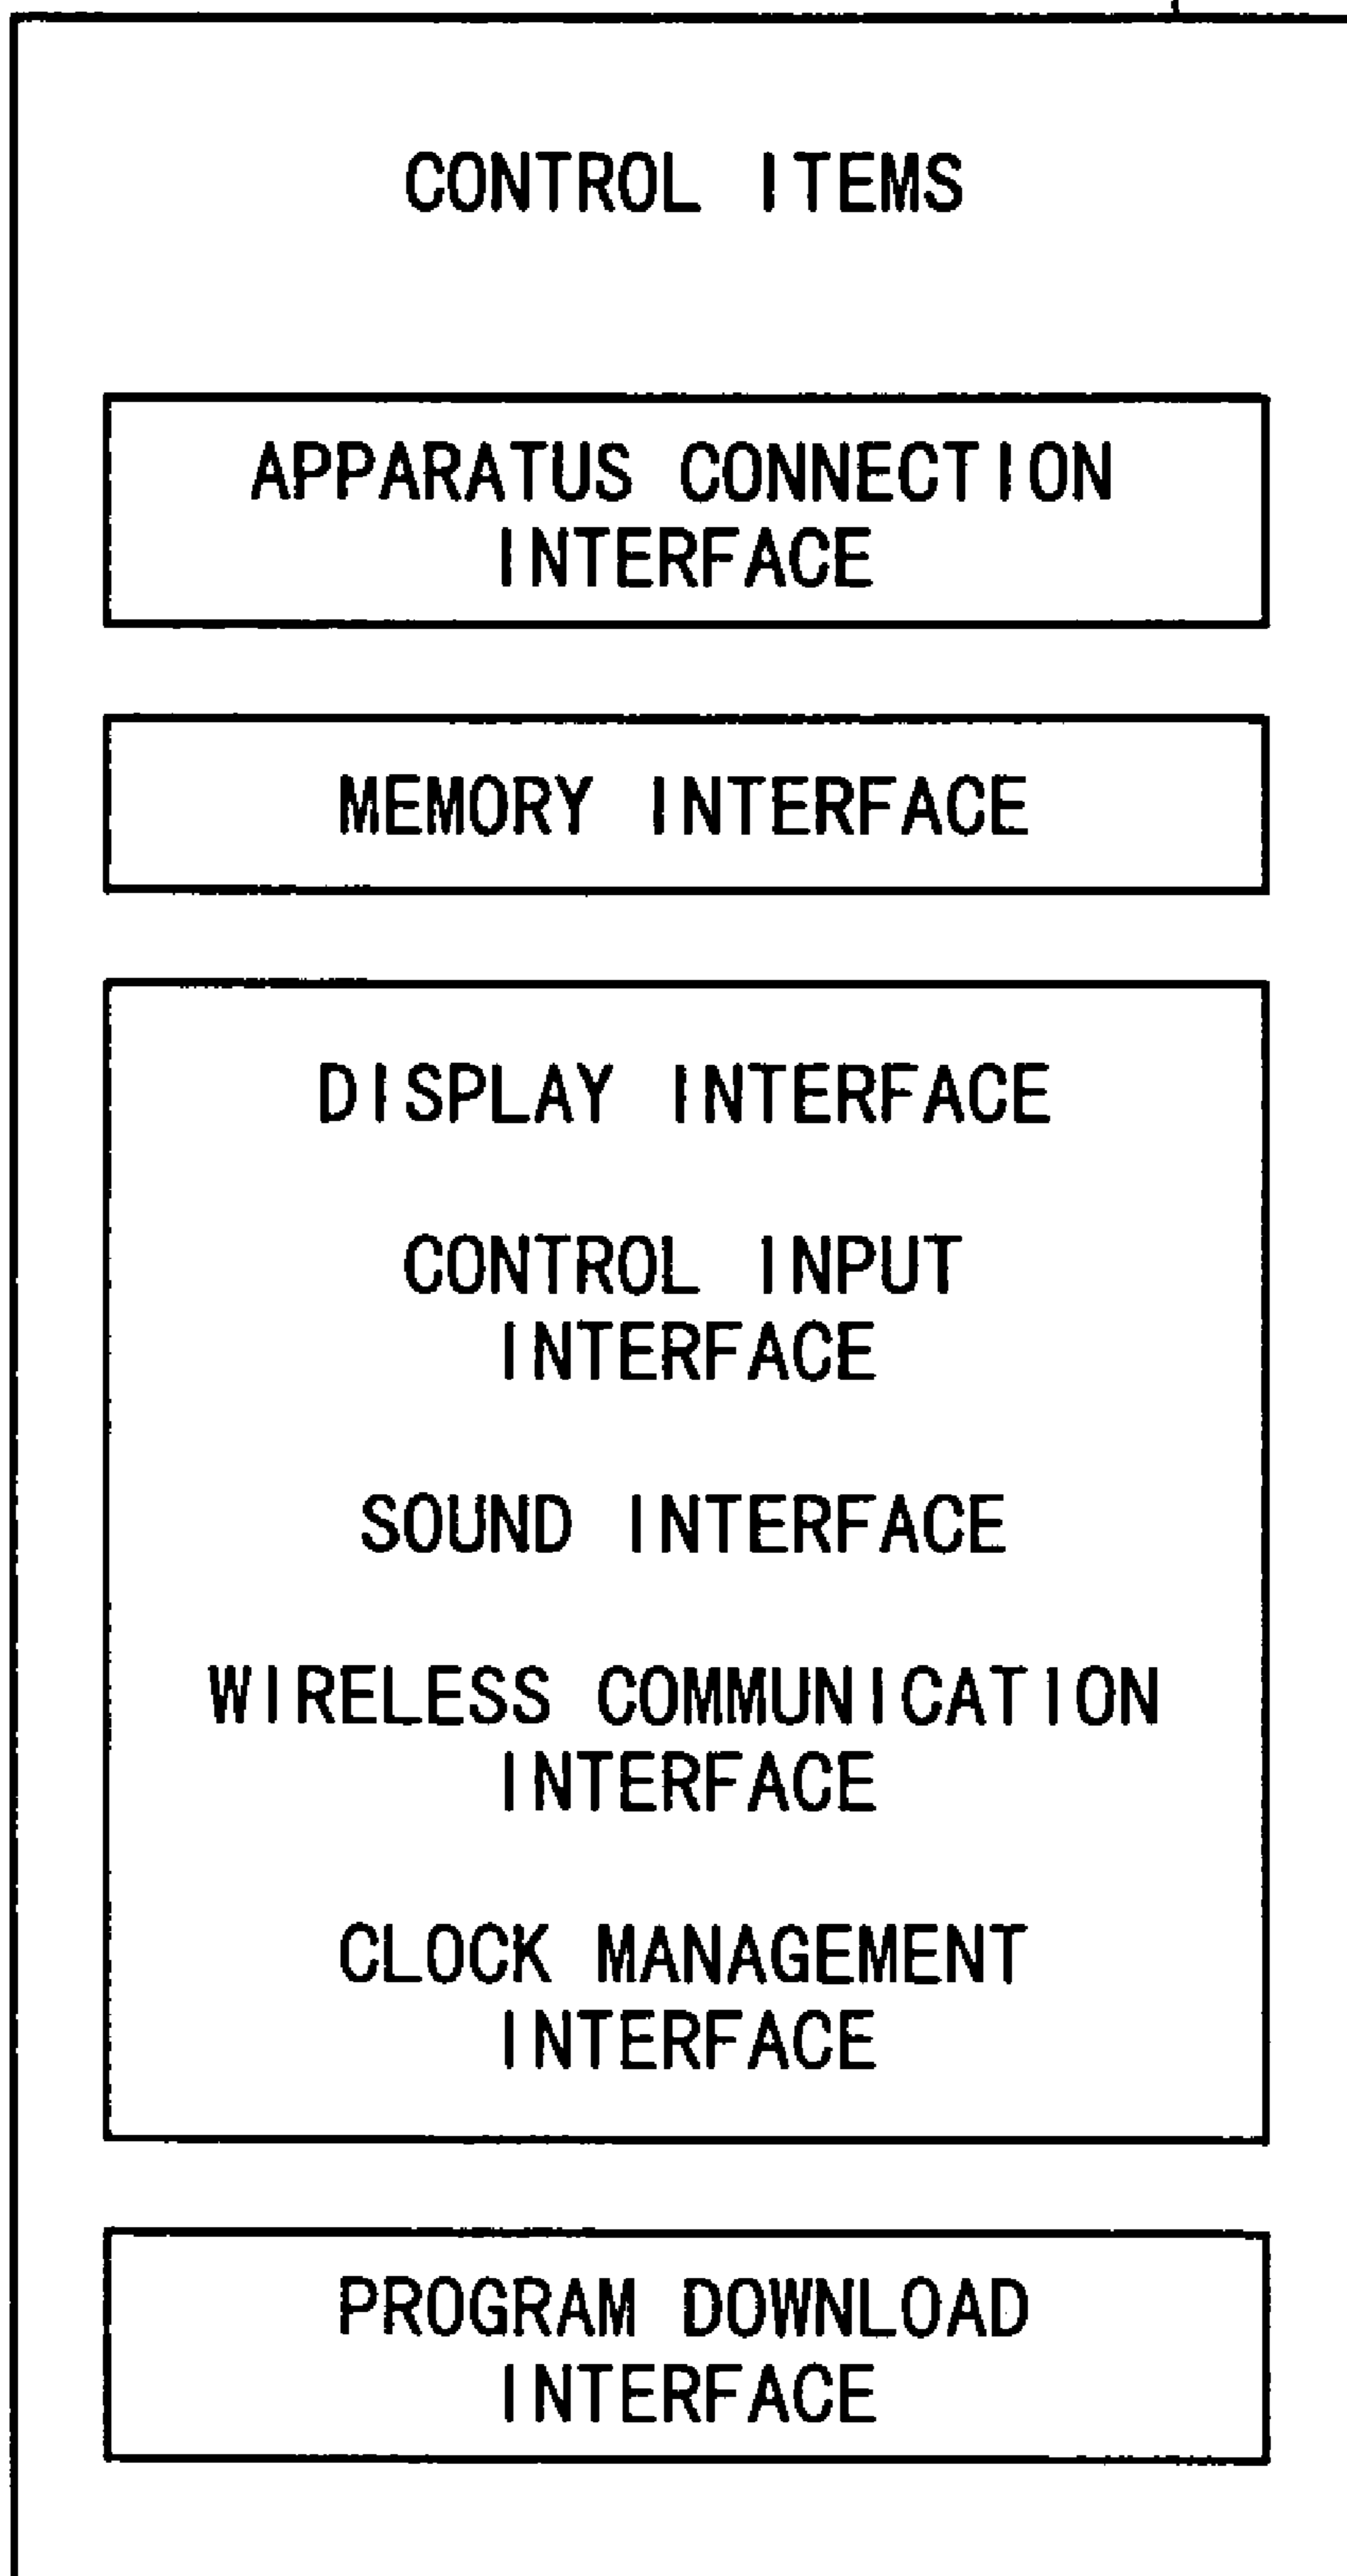 CONTROL ITEMS
APPARATUS CONNECTION
INTERFACE
MEMORY INTERFACE
DISPLAY INTERFACE
CONTROL INPUT
INTERFACE
SOUND INTERFACE
WIRELESS COMMUNICATION
INTERFACE
CLOCK MANAGEMENT
INTERFACE
PROGRAM DOWNLOAD
INTERFACE